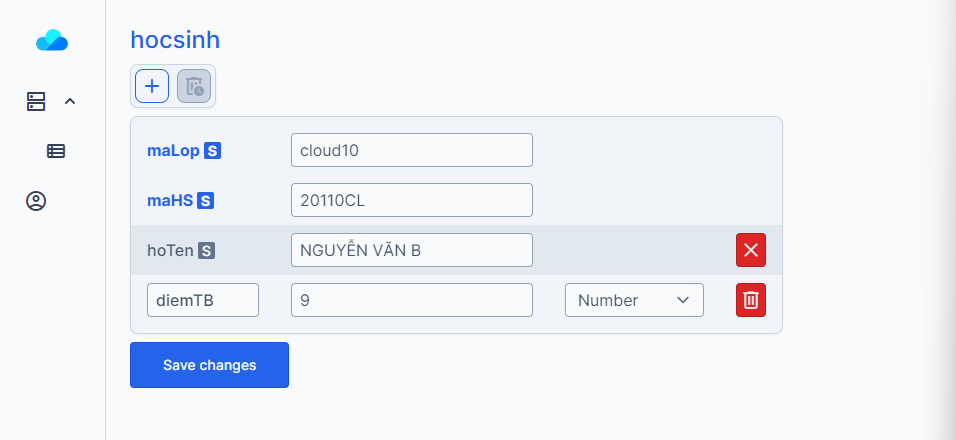 hocsinh
maLop S cloud10
maHS S 20110CL
hoTen S NGUYỄN VĂN B
diemTB 9 Number
Save changes